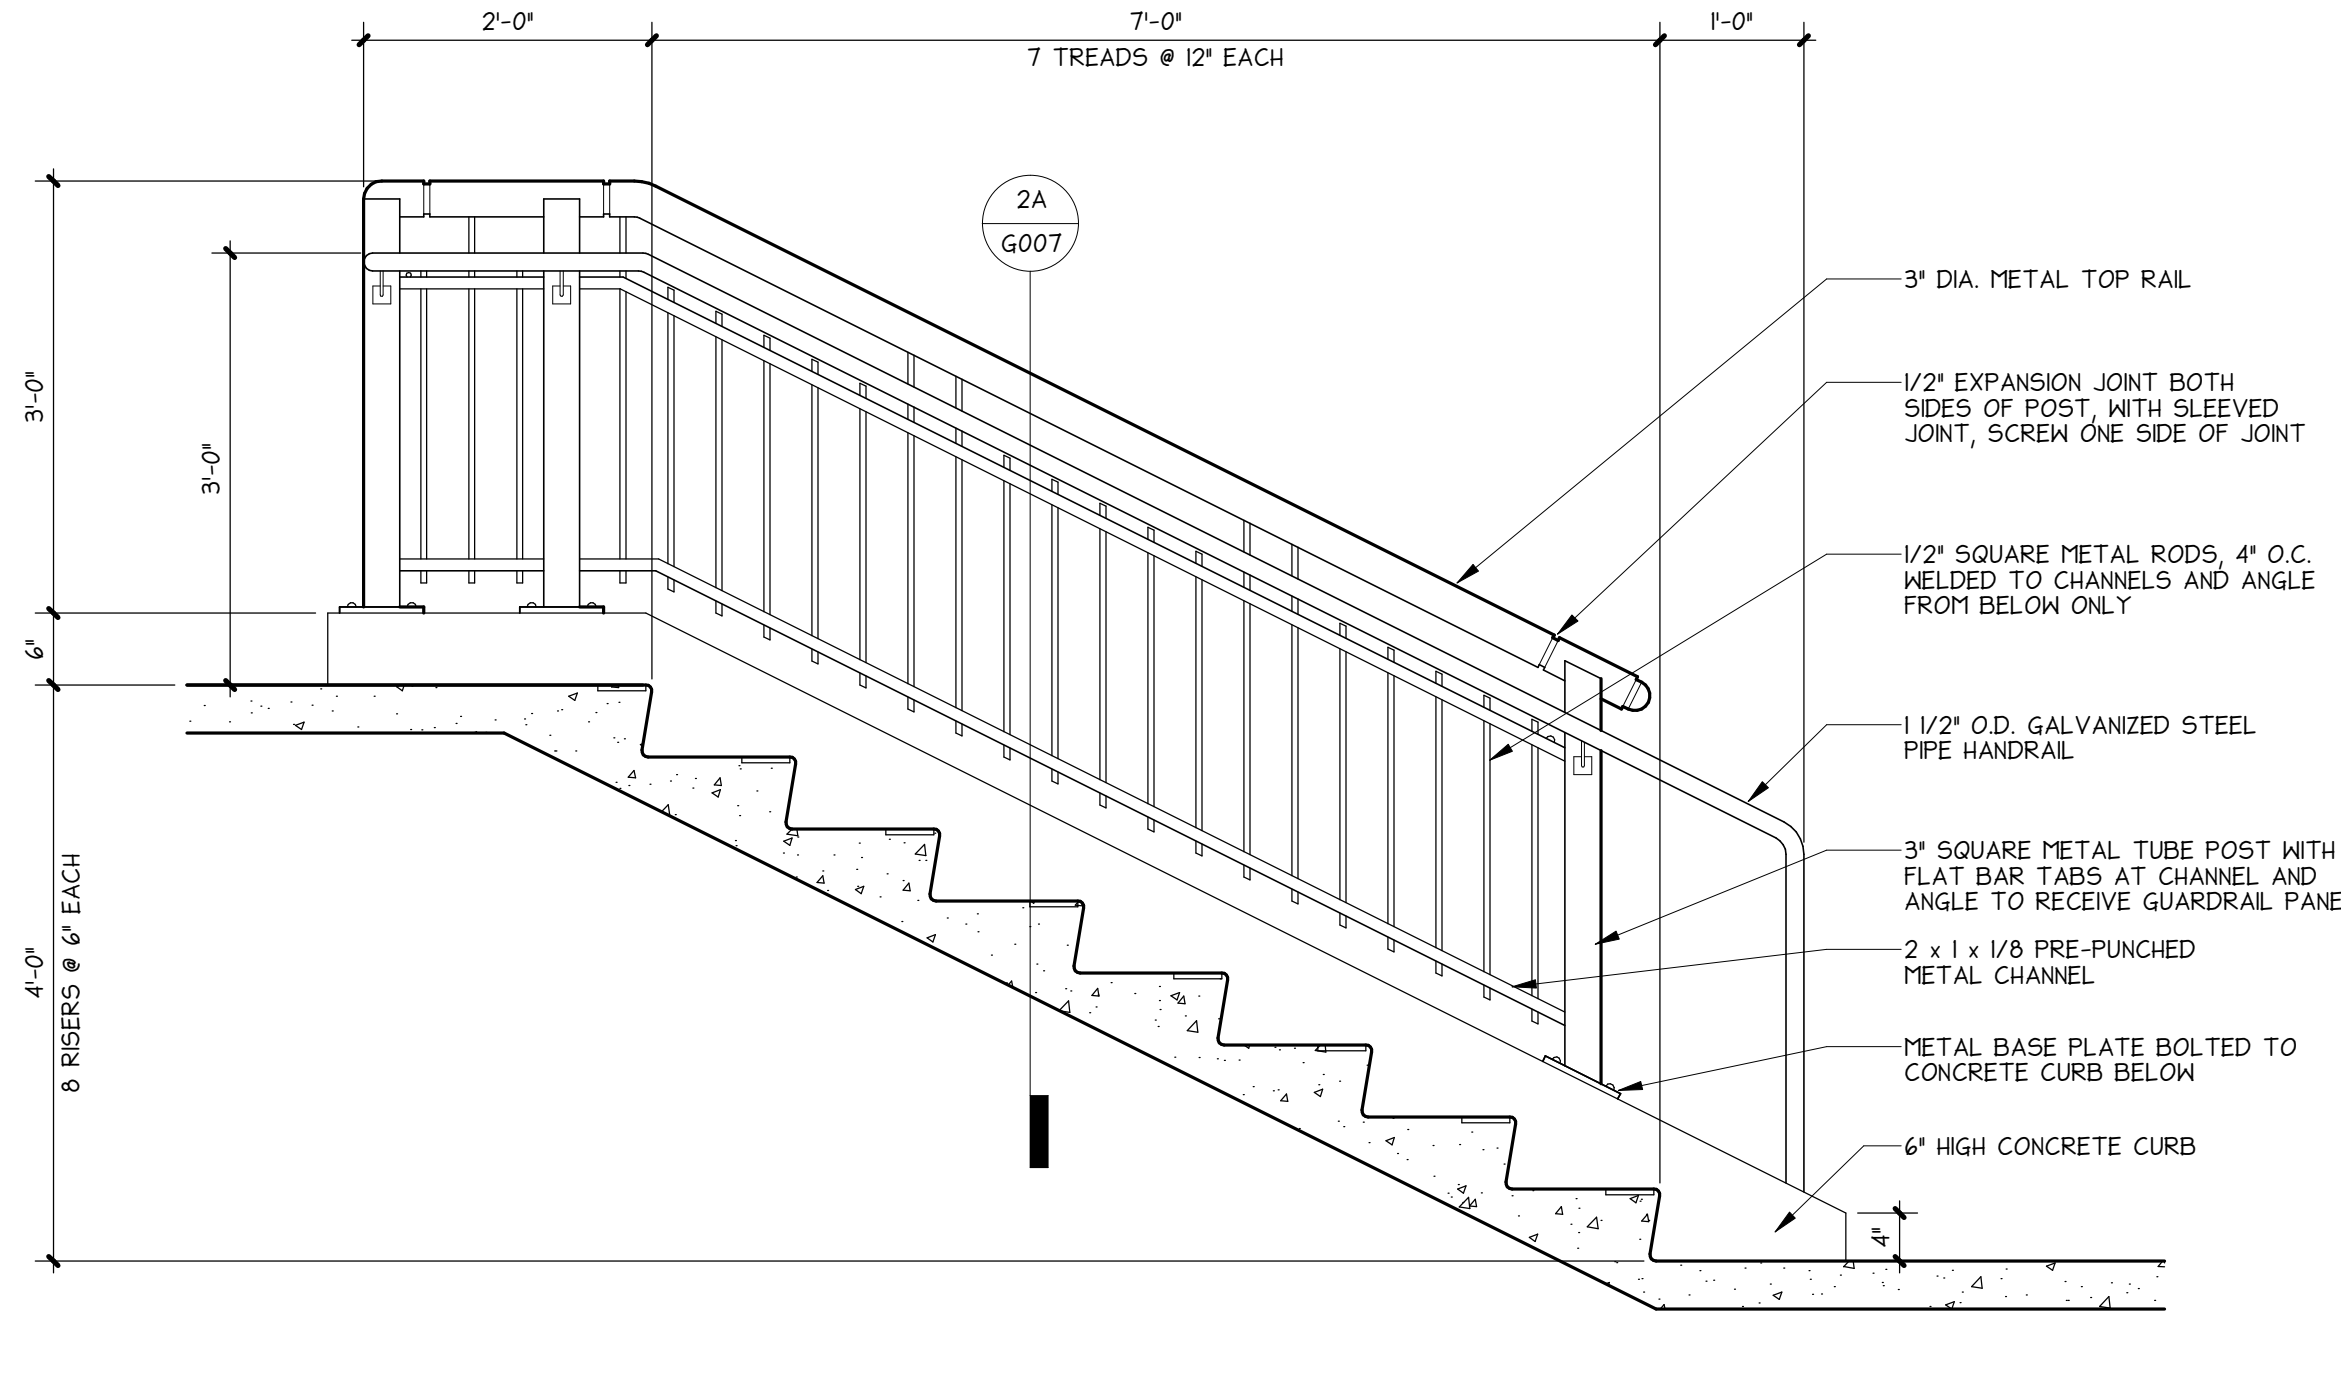 2'-0"
7'-0"
1'-0"
7 TREADS @ 12" EACH
2A
G007
3'-0"
3'-0"
6"
4'-0"
8 RISERS @ 6" EACH
3" DIA. METAL TOP RAIL
1/2" EXPANSION JOINT BOTH
SIDES OF POST, WITH SLEEVED
JOINT, SCREW ONE SIDE OF JOINT
1/2" SQUARE METAL RODS, 4" O.C.
WELDED TO CHANNELS AND ANGLE
FROM BELOW ONLY
1 1/2" O.D. GALVANIZED STEEL
PIPE HANDRAIL
3" SQUARE METAL TUBE POST WITH
FLAT BAR TABS AT CHANNEL AND
ANGLE TO RECEIVE GUARDRAIL PANE
2 x 1 x 1/8 PRE-PUNCHED
METAL CHANNEL
METAL BASE PLATE BOLTED TO
CONCRETE CURB BELOW
6" HIGH CONCRETE CURB
4"